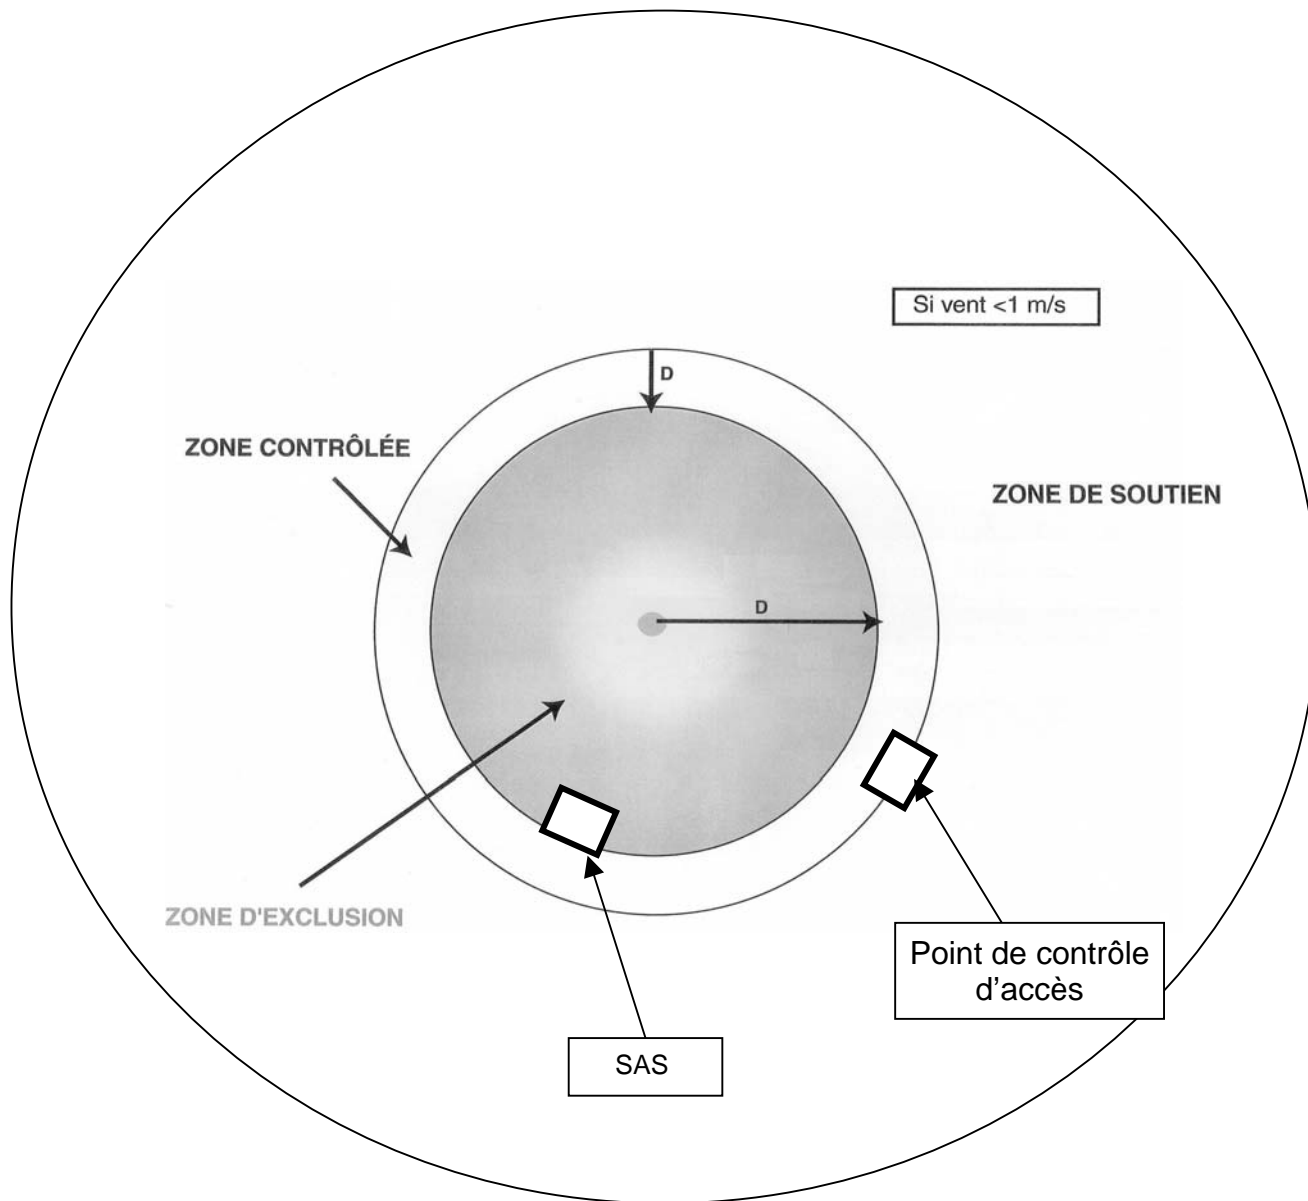 Si vent <1 m/s
D
ZONE CONTRÔLÉE
ZONE DE SOUTIEN
D
ZONE D'EXCLUSION
Point de contrôle
d’accès
SAS